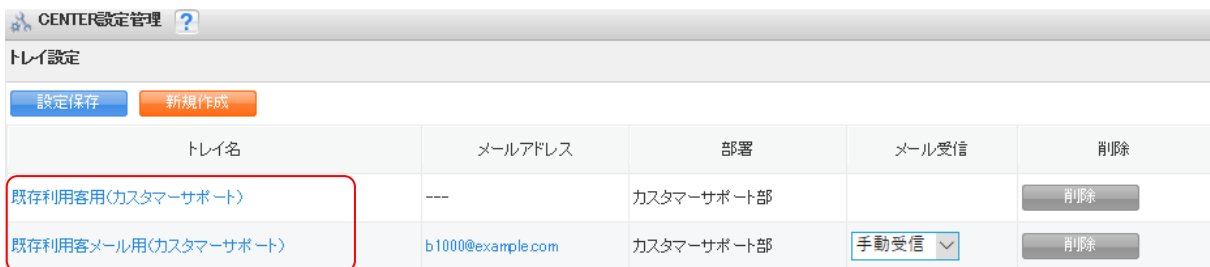 CENTER設定管理 ?
トレイ設定
設定保存 新規作成
トレイ名 メールアドレス 部署 メール受信 削除
既存利用客用(カスタマーサポート) --- カスタマーサポート部 削除
既存利用客メール用(カスタマーサポート) b1000@example.com カスタマーサポート部 手動受信 削除